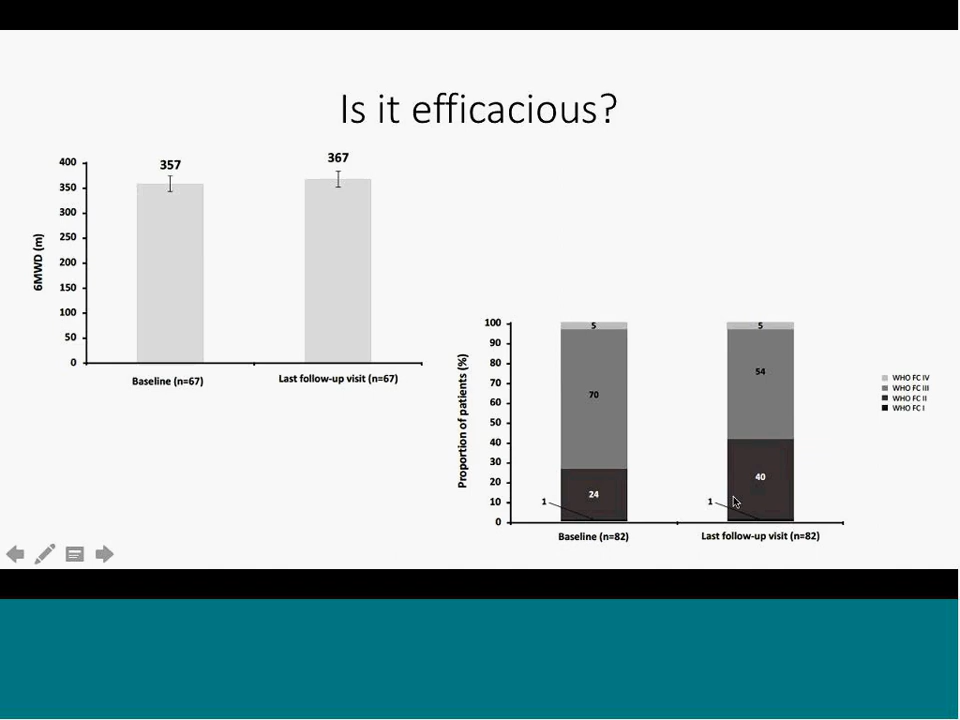 Is it efficacious?
6MWD (m)
400
350
300
250
200
150
100
50
0
357
367
Baseline (n=67)
Last follow-up visit (n=67)
Proportion of patients (%)
100
90
80
70
60
50
40
30
20
10
0
5
70
24
1
5
54
40
1
Baseline (n=82)
Last follow-up visit (n=82)
WHO FC IV
WHO FC III
WHO FC II
WHO FC I